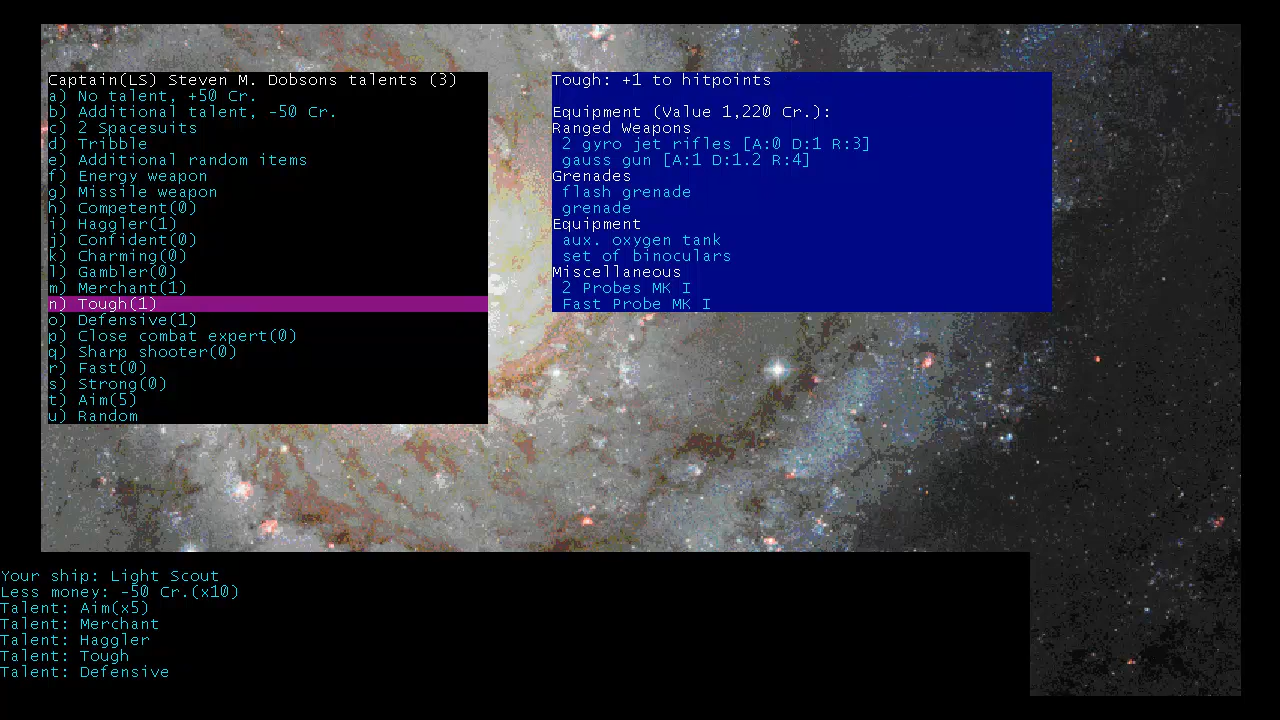 Captain(LS) Steven M. Dobsons talents (3)
a) No talent, +50 Cr.
b) Additional talent, -50 Cr.
c) 2 Spacesuits
d) Tribble
e) Additional random items
f) Energy weapon
g) Missile weapon
h) Competent(0)
i) Haggler(1)
j) Confident(0)
k) Charming(0)
l) Gambler(0)
m) Merchant(1)
n) Tough(1)
o) Defensive(1)
p) Close combat expert(0)
q) Sharp shooter(0)
r) Fast(0)
s) Strong(0)
t) Aim(5)
u) Random
Tough: +1 to hitpoints
Equipment (Value 1,220 Cr.):
Ranged Weapons
2 gyro jet rifles [A:0 D:1 R:3]
gauss gun [A:1 D:1.2 R:4]
Grenades
flash grenade
grenade
Equipment
aux. oxygen tank
set of binoculars
Miscellaneous
2 Probes MK I
Fast Probe MK I
Your ship: Light Scout
Less money: -50 Cr.(x10)
Talent: Aim(x5)
Talent: Merchant
Talent: Haggler
Talent: Tough
Talent: Defensive